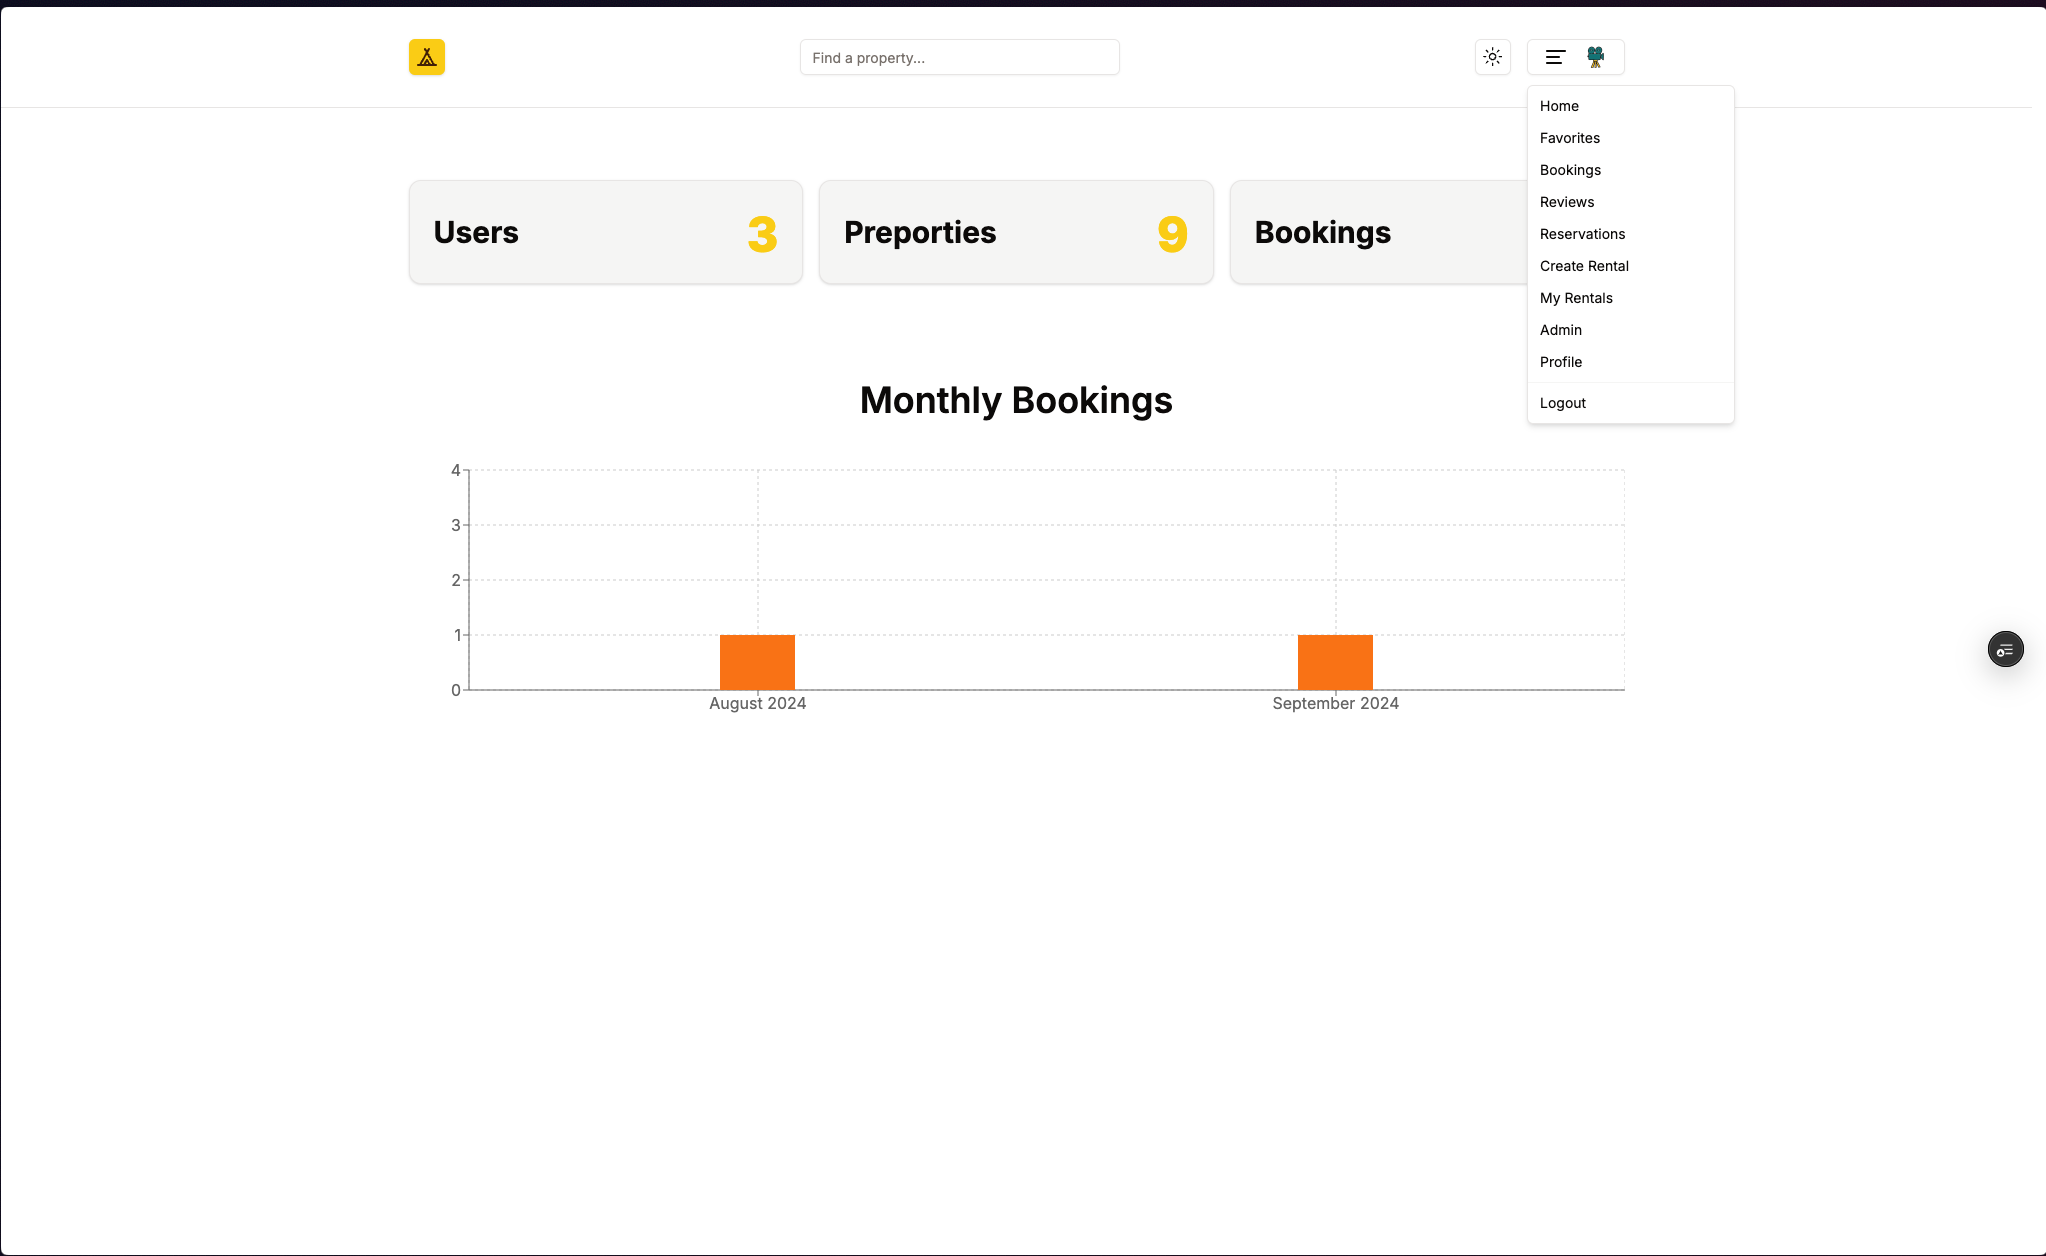 Find a property...
Home
Favorites
Bookings
Reviews
Reservations
Create Rental
My Rentals
Admin
Profile
Logout
Users 3
Preporties 9
Bookings
Monthly Bookings
4
3
2
1
0
August 2024 September 2024